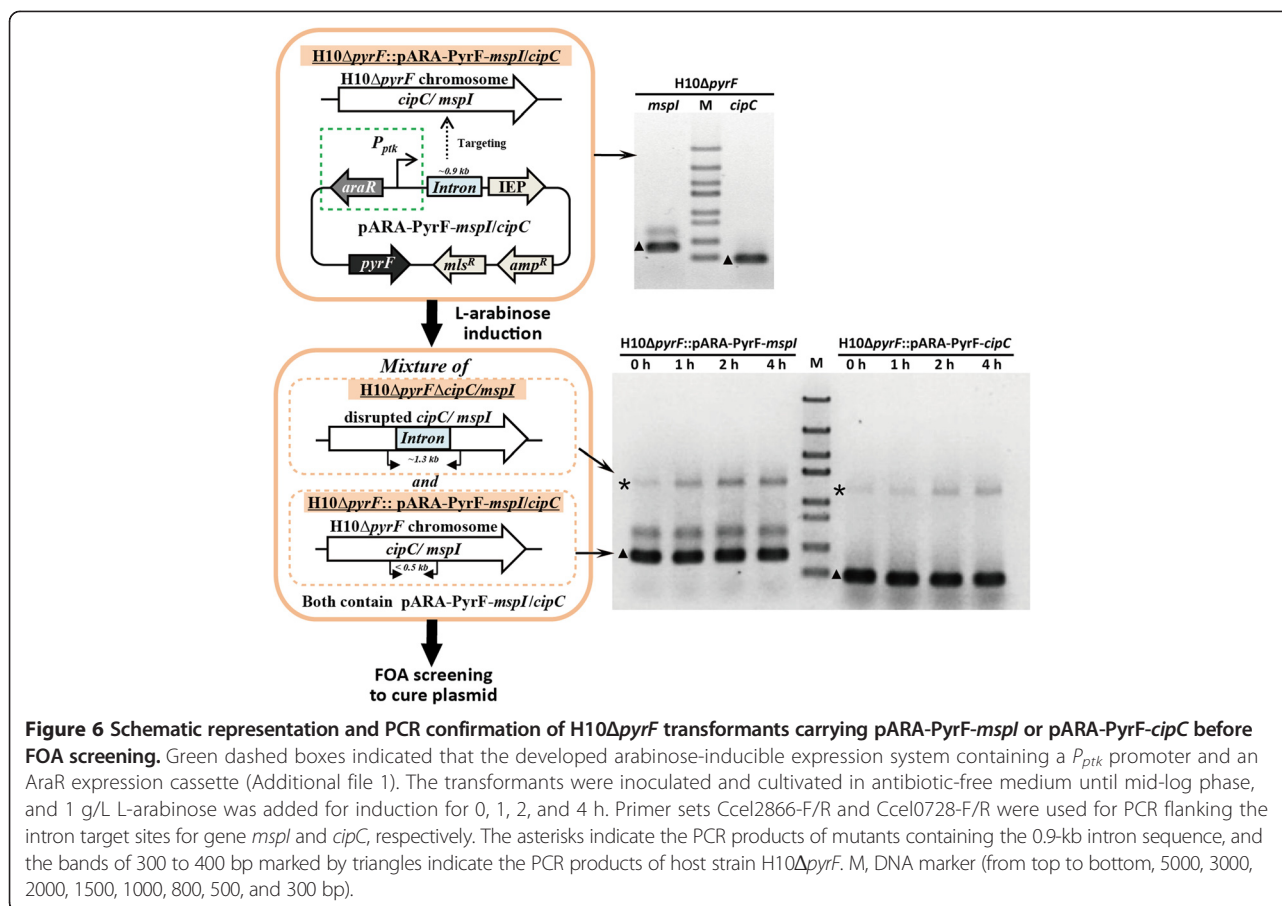 H10ΔpyrF::pARA-PyrF-mspI/cipC
H10ΔpyrF chromosome
cipC/ mspI
Pptk
Targeting
~0.9 kb
araR
Intron
IEP
pARA-PyrF-mspI/cipC
pyrF
mlsR
ampR
H10ΔpyrF
mspI M cipC
L-arabinose
induction
Mixture of
H10ΔpyrFΔcipC/mspI
disrupted cipC/ mspI
Intron
~1.3 kb
and
H10ΔpyrF:: pARA-PyrF-mspI/cipC
H10ΔpyrF chromosome
cipC/ mspI
< 0.5 kb
Both contain pARA-PyrF-mspI/cipC
H10ΔpyrF::pARA-PyrF-mspI
H10ΔpyrF::pARA-PyrF-cipC
0 h 1 h 2 h 4 h M 0 h 1 h 2 h 4 h
*
*
FOA screening
to cure plasmid
Figure 6 Schematic representation and PCR confirmation of H10ΔpyrF transformants carrying pARA-PyrF-mspI or pARA-PyrF-cipC before
FOA screening. Green dashed boxes indicated that the developed arabinose-inducible expression system containing a Pptk promoter and an
AraR expression cassette (Additional file 1). The transformants were inoculated and cultivated in antibiotic-free medium until mid-log phase,
and 1 g/L L-arabinose was added for induction for 0, 1, 2, and 4 h. Primer sets Ccel2866-F/R and Ccel0728-F/R were used for PCR flanking the
intron target sites for gene mspI and cipC, respectively. The asterisks indicate the PCR products of mutants containing the 0.9-kb intron sequence, and
the bands of 300 to 400 bp marked by triangles indicate the PCR products of host strain H10ΔpyrF. M, DNA marker (from top to bottom, 5000, 3000,
2000, 1500, 1000, 800, 500, and 300 bp).